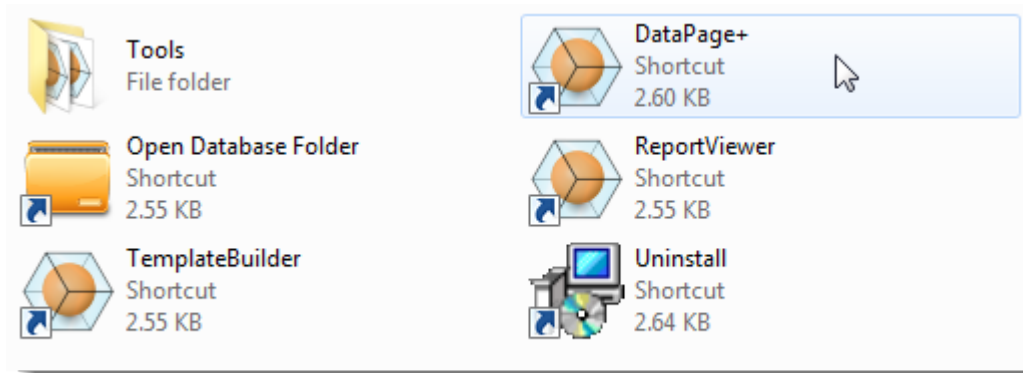 Tools
File folder
DataPage+
Shortcut
2.60 KB
Open Database Folder
Shortcut
2.55 KB
ReportViewer
Shortcut
2.55 KB
TemplateBuilder
Shortcut
2.55 KB
Uninstall
Shortcut
2.64 KB